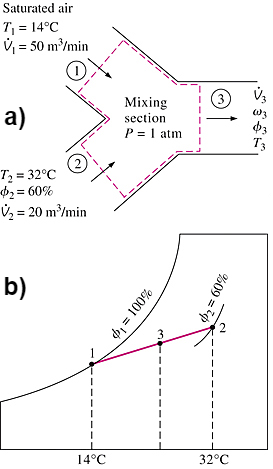 Saturated air
T₁ = 14°C
V̇₁ = 50 m³/min
1
a)
Mixing
section
P = 1 atm
3
V̇₃
ω₃
ϕ₃
T₃
2
T₂ = 32°C
ϕ₂ = 60%
V̇₂ = 20 m³/min
b)
ϕ₁ = 100%
ϕ₂ = 60%
1
3
2
14°C
32°C